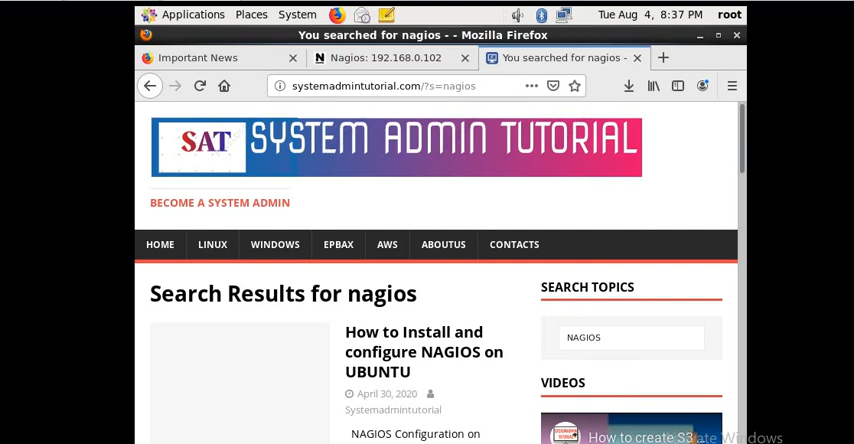 Applications Places System Tue Aug 4, 8:37 PM root
You searched for nagios - - Mozilla Firefox
Important News Nagios: 192.168.0.102 You searched for nagios -
systemadmintutorial.com/?s=nagios
SAT SYSTEM ADMIN TUTORIAL
BECOME A SYSTEM ADMIN
HOME LINUX WINDOWS EPBAX AWS ABOUTUS CONTACTS
Search Results for nagios
How to Install and
configure NAGIOS on
UBUNTU
April 30, 2020
Systemadmintutorial
NAGIOS Configuration on
SEARCH TOPICS
NAGIOS
VIDEOS
How to create S3
ate Windows